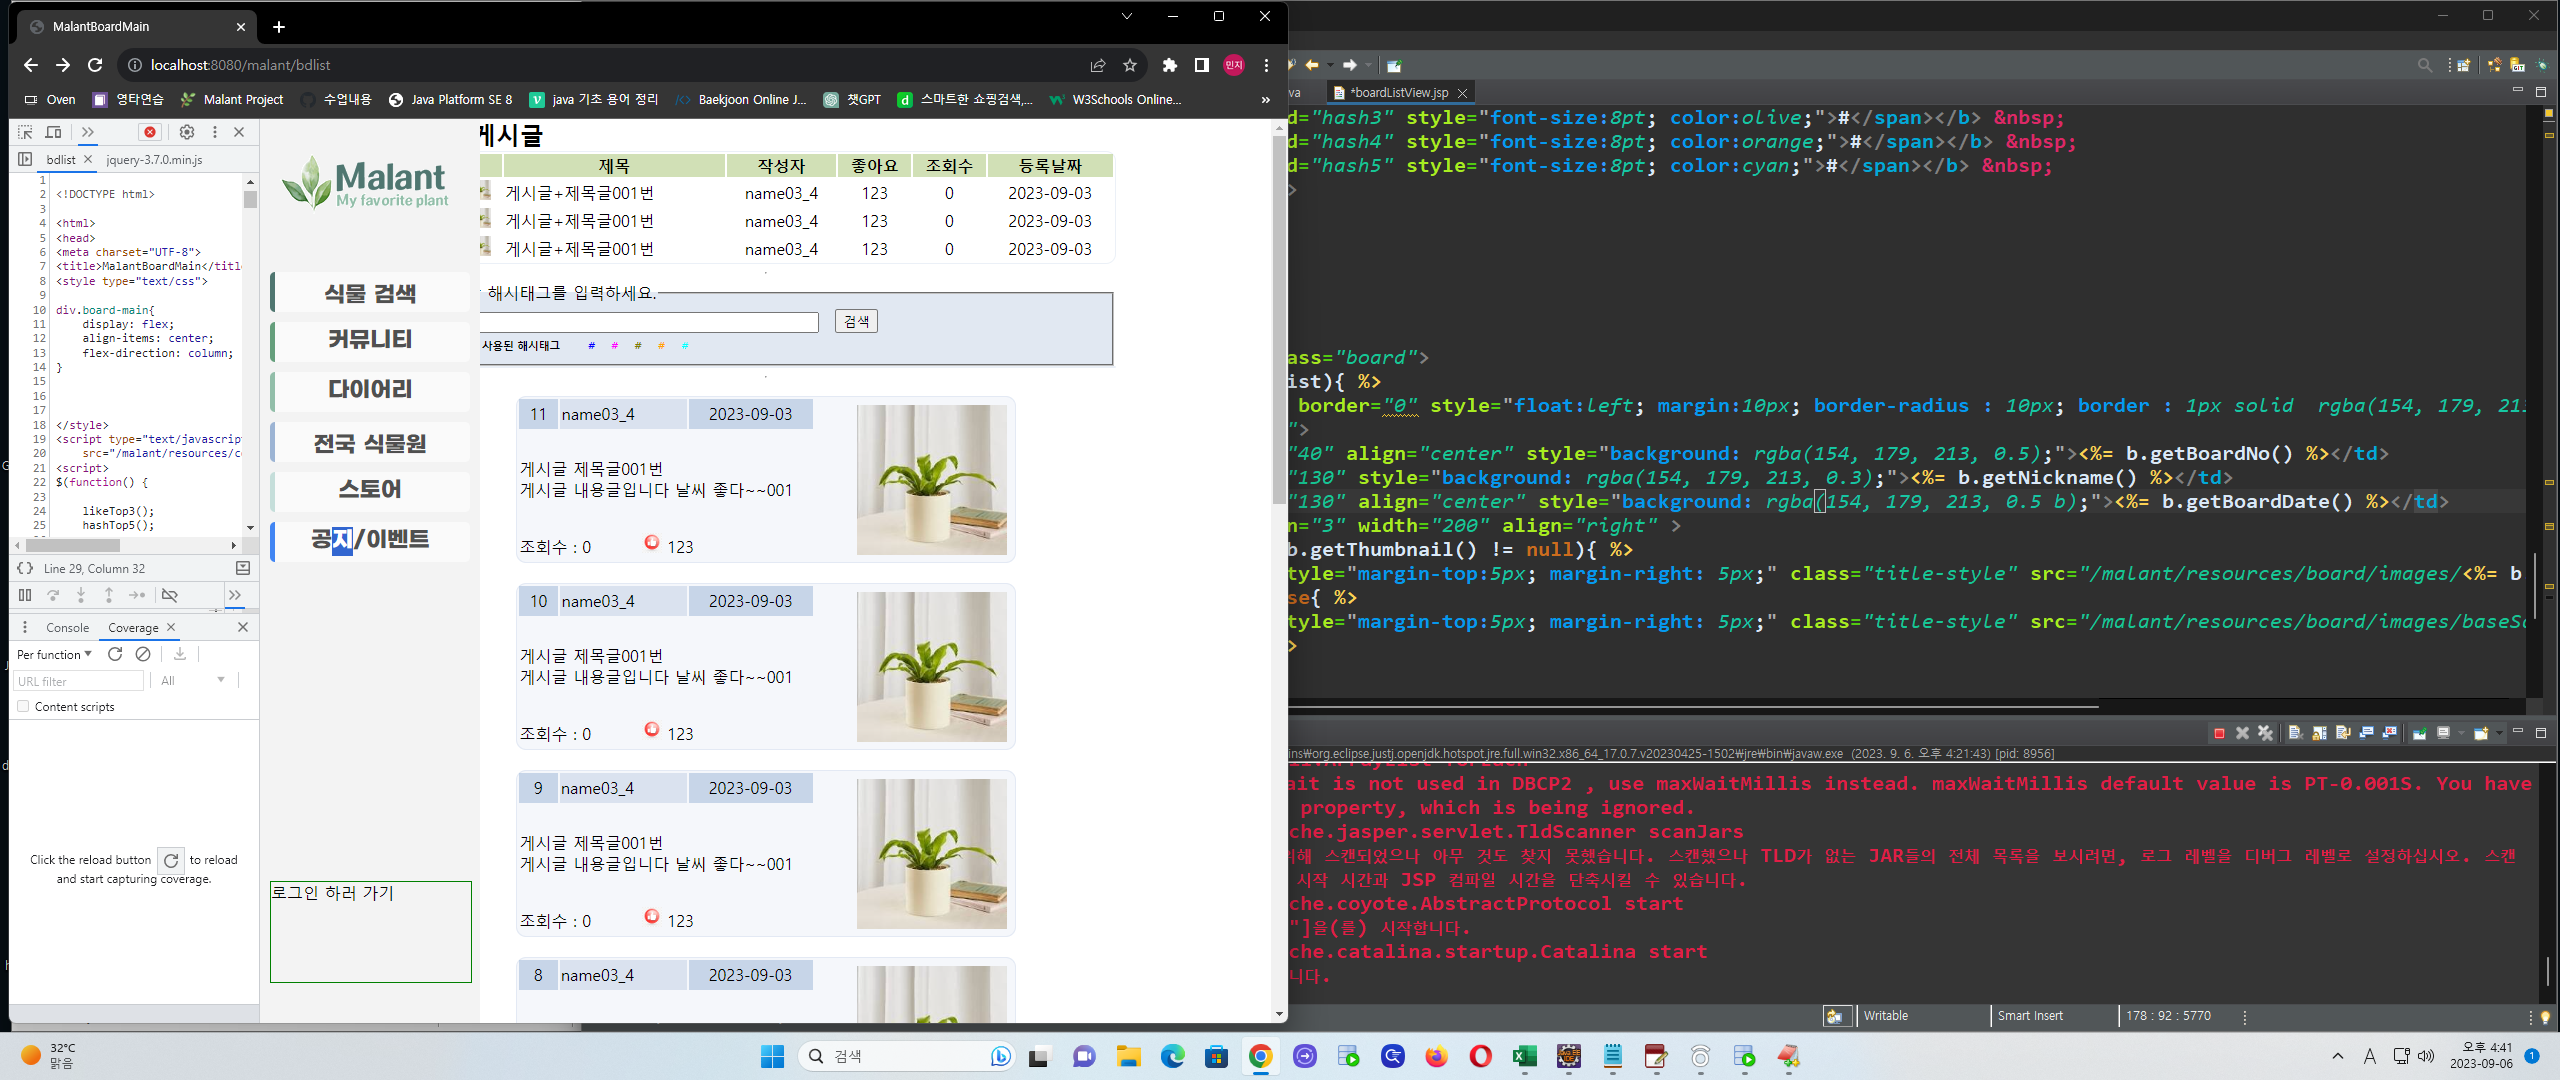 MalantBoardMain
localhost:8080/malant/bdlist
민지
Oven
영타연습
Malant Project
수업내용
Java Platform SE 8
java 기초 용어 정리
Baekjoon Online J...
챗GPT
스마트한 쇼핑검색,...
W3Schools Online...
»
bdlist
jquery-3.7.0.min.js
1
2 <!DOCTYPE html>
3
4 <html>
5 <head>
6 <meta charset="UTF-8">
7 <title>MalantBoardMain</titl
8 <style type="text/css">
9
10 div.board-main{
11 display: flex;
12 align-items: center;
13 flex-direction: column;
14 }
15
16
17
18 </style>
19 <script type="text/javascrip
20 src="/malant/resources/c
21 <script>
22 $(function() {
23
24 likeTop3();
25 hashTop5();
{} Line 29, Column 32
Console
Coverage
Per function
URL filter
All
Content scripts
Click the reload button to reload
and start capturing coverage.
Malant
My favorite plant
식물 검색
커뮤니티
다이어리
전국 식물원
스토어
공지/이벤트
로그인 하러 가기
게시글
제목 작성자 좋아요 조회수 등록날짜
게시글+제목글001번 name03_4 123 0 2023-09-03
게시글+제목글001번 name03_4 123 0 2023-09-03
게시글+제목글001번 name03_4 123 0 2023-09-03
해시태그를 입력하세요.
검색
사용된 해시태그 # # # # #
11 name03_4 2023-09-03
게시글 제목글001번
게시글 내용글입니다 날씨 좋다~~001
조회수 : 0 123
10 name03_4 2023-09-03
게시글 제목글001번
게시글 내용글입니다 날씨 좋다~~001
조회수 : 0 123
9 name03_4 2023-09-03
게시글 제목글001번
게시글 내용글입니다 날씨 좋다~~001
조회수 : 0 123
8 name03_4 2023-09-03
va
*boardListView.jsp
d="hash3" style="font-size:8pt; color:olive;">#</span></b> &nbsp;
d="hash4" style="font-size:8pt; color:orange;">#</span></b> &nbsp;
d="hash5" style="font-size:8pt; color:cyan;">#</span></b> &nbsp;
>
ass="board">
ist){ %>
border="0" style="float:left; margin:10px; border-radius : 10px; border : 1px solid rgba(154, 179, 21
">
"40" align="center" style="background: rgba(154, 179, 213, 0.5);"><%= b.getBoardNo() %></td>
"130" style="background: rgba(154, 179, 213, 0.3);"><%= b.getNickname() %></td>
"130" align="center" style="background: rgba(154, 179, 213, 0.5 b);"><%= b.getBoardDate() %></td>
n="3" width="200" align="right" >
b.getThumbnail() != null){ %>
tyle="margin-top:5px; margin-right: 5px;" class="title-style" src="/malant/resources/board/images/<%= b
se{ %>
tyle="margin-top:5px; margin-right: 5px;" class="title-style" src="/malant/resources/board/images/baseS
>
ins₩org.eclipse.justj.openjdk.hotspot.jre.full.win32.x86_64_17.0.7.v20230425-1502₩jre₩bin₩javaw.exe (2023. 9. 6. 오후 4:21:43) [pid: 8956]
ait is not used in DBCP2 , use maxWaitMillis instead. maxWaitMillis default value is PT-0.001S. You have
property, which is being ignored.
che.jasper.servlet.TldScanner scanJars
위해 스캔되었으나 아무 것도 찾지 못했습니다. 스캔했으나 TLD가 없는 JAR들의 전체 목록을 보시려면, 로그 레벨을 디버그 레벨로 설정하십시오. 스캔
시작 시간과 JSP 컴파일 시간을 단축시킬 수 있습니다.
che.coyote.AbstractProtocol start
"]을(를) 시작합니다.
che.catalina.startup.Catalina start
니다.
Writable
Smart Insert
178 : 92 : 5770
32°C
맑음
검색
A
오후 4:41
2023-09-06
1